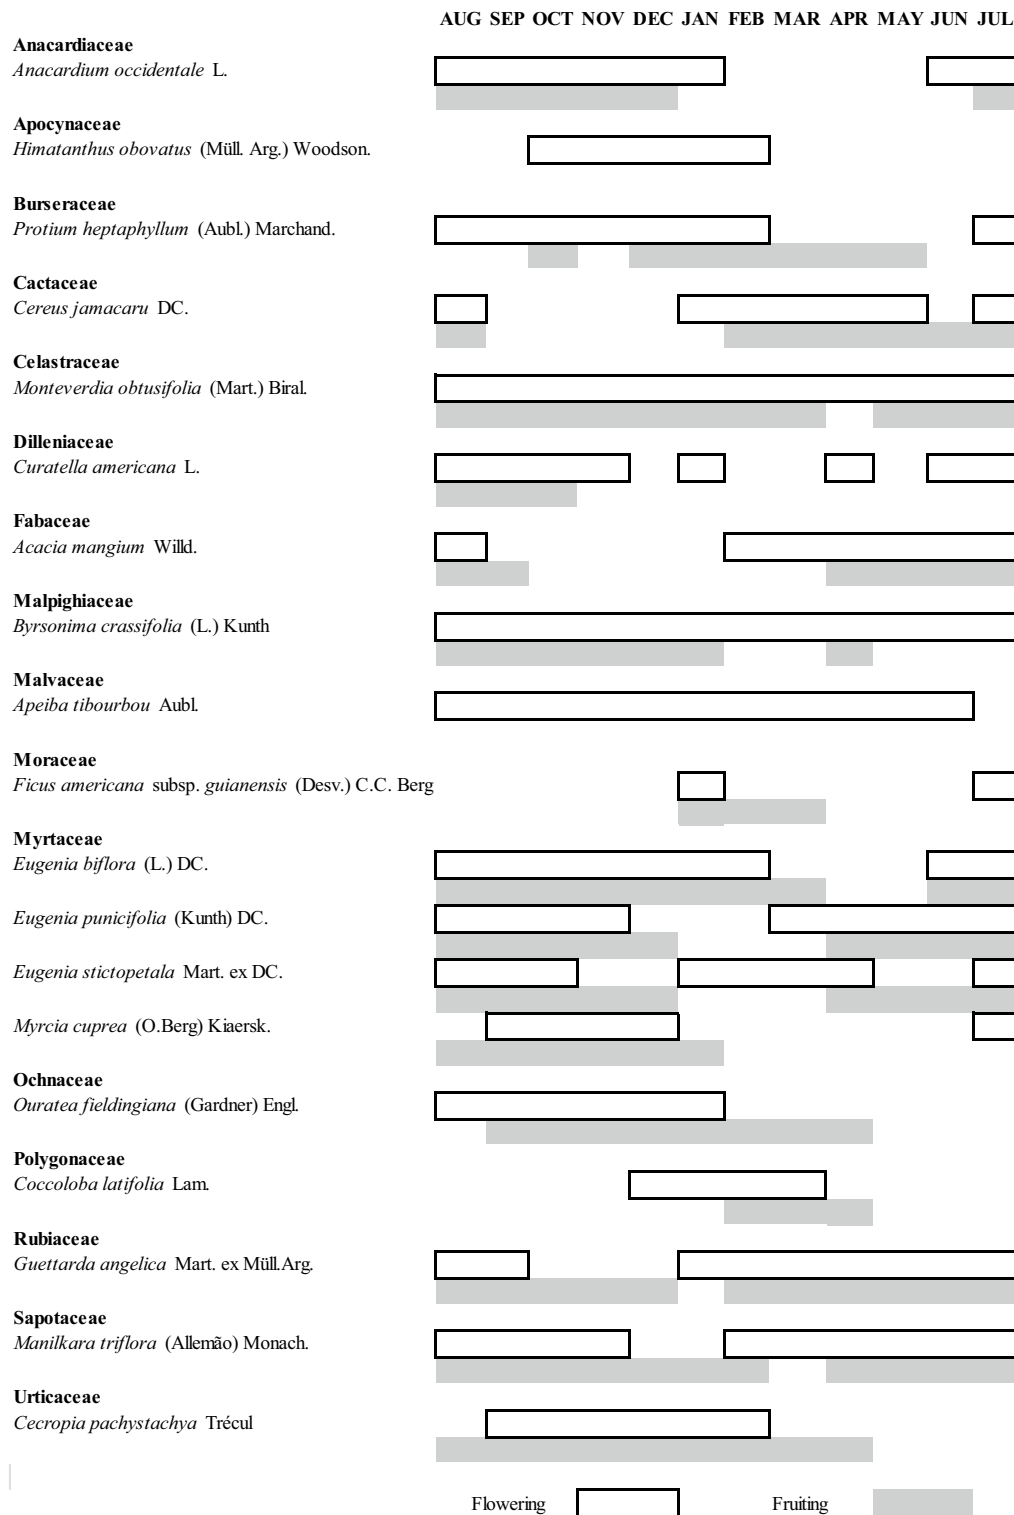 AUG SEP OCT NOV DEC JAN FEB MAR APR MAY JUN JUL
Anacardiaceae
Anacardium occidentale L.
Apocynaceae
Himatanthus obovatus (Müll. Arg.) Woodson.
Burseraceae
Protium heptaphyllum (Aubl.) Marchand.
Cactaceae
Cereus jamacaru DC.
Celastraceae
Monteverdia obtusifolia (Mart.) Biral.
Dilleniaceae
Curatella americana L.
Fabaceae
Acacia mangium Willd.
Malpighiaceae
Byrsonima crassifolia (L.) Kunth
Malvaceae
Apeiba tibourbou Aubl.
Moraceae
Ficus americana subsp. guianensis (Desv.) C.C. Berg
Myrtaceae
Eugenia biflora (L.) DC.
Eugenia punicifolia (Kunth) DC.
Eugenia stictopetala Mart. ex DC.
Myrcia cuprea (O.Berg) Kiaersk.
Ochnaceae
Ouratea fieldingiana (Gardner) Engl.
Polygonaceae
Coccoloba latifolia Lam.
Rubiaceae
Guettarda angelica Mart. ex Müll.Arg.
Sapotaceae
Manilkara triflora (Allemão) Monach.
Urticaceae
Cecropia pachystachya Trécul
Flowering Fruiting